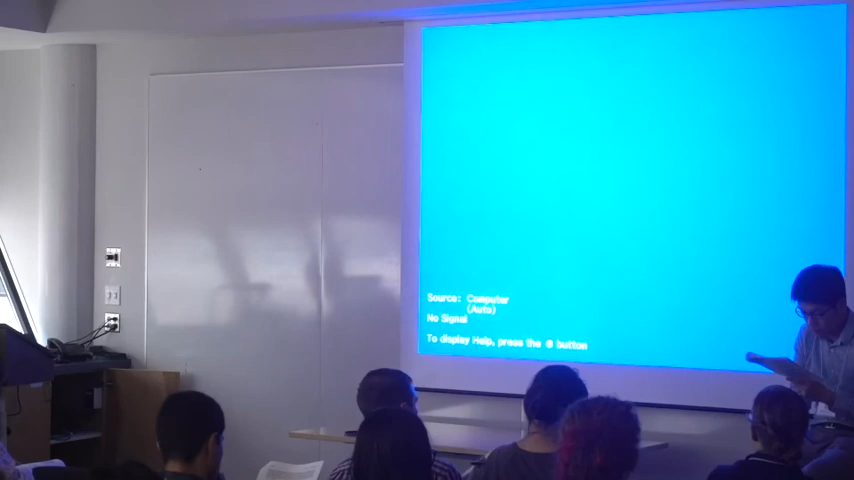 Source: Computer
(Auto)
No Signal
To display Help, press the button